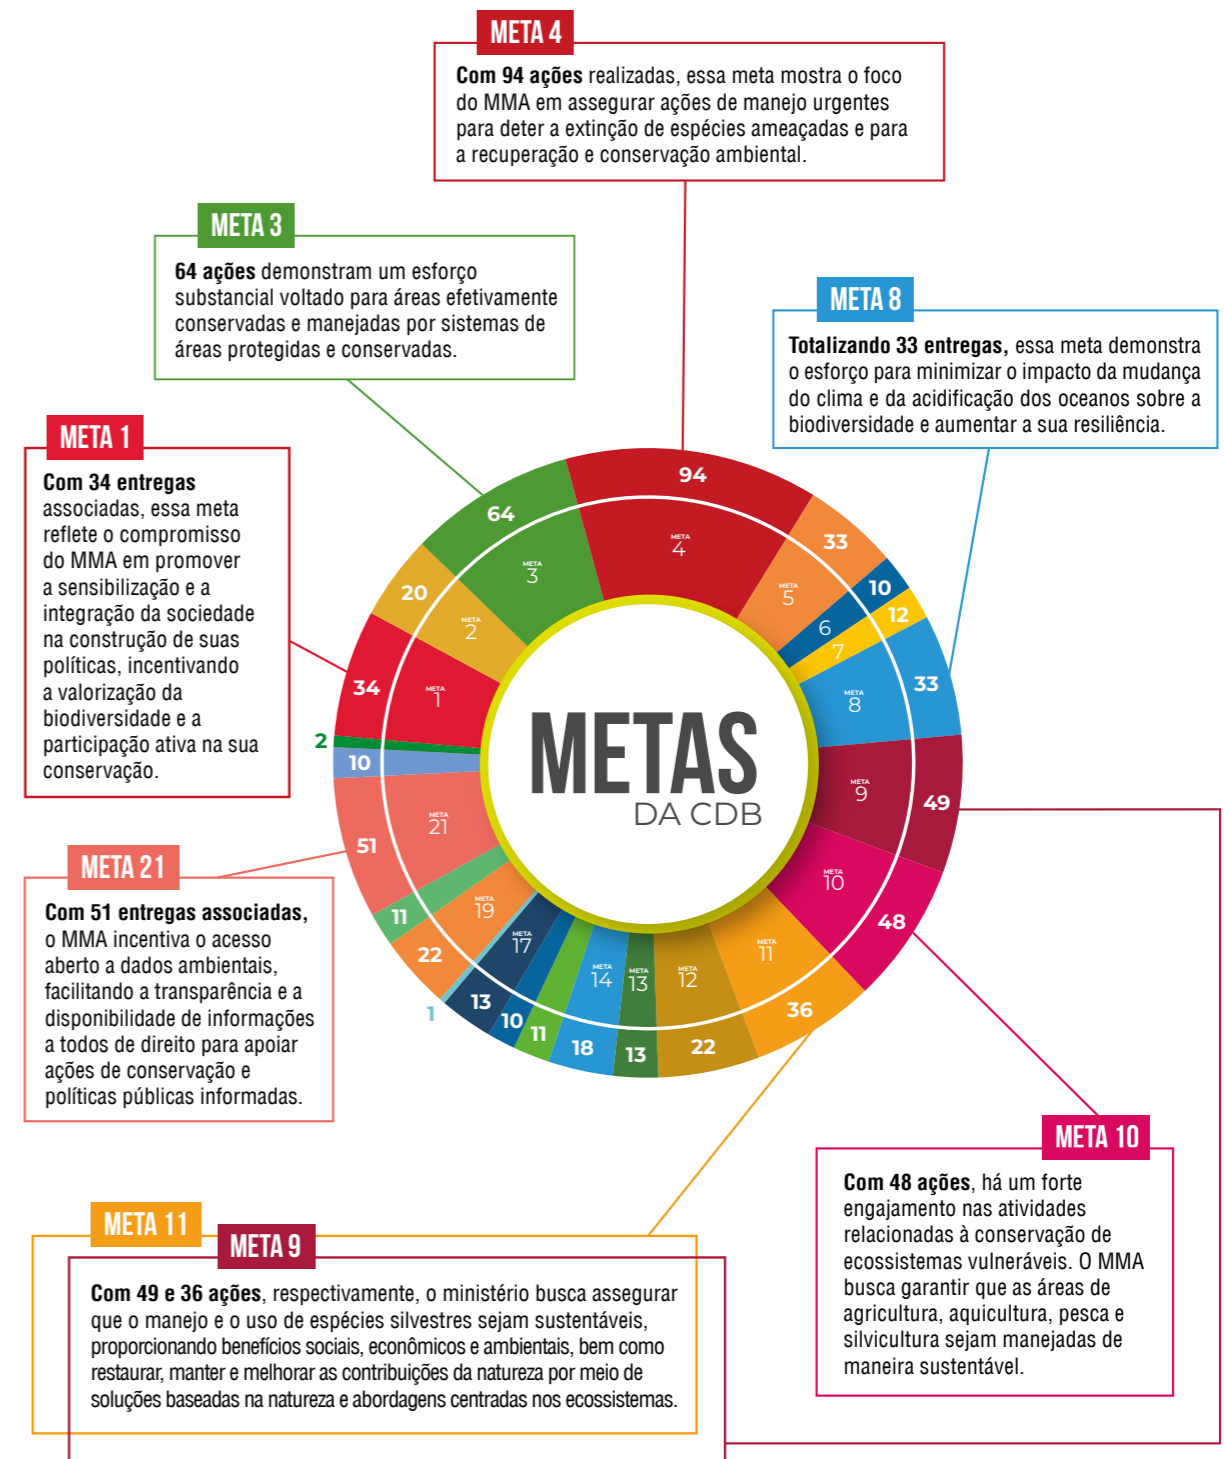 META 4
Com 94 ações realizadas, essa meta mostra o foco
do MMA em assegurar ações de manejo urgentes
para deter a extinção de espécies ameaçadas e para
a recuperação e conservação ambiental.
META 3
64 ações demonstram um esforço
substancial voltado para áreas efetivamente
conservadas e manejadas por sistemas de
áreas protegidas e conservadas.
META 8
Totalizando 33 entregas, essa meta demonstra
o esforço para minimizar o impacto da mudança
do clima e da acidificação dos oceanos sobre a
biodiversidade e aumentar a sua resiliência.
META 1
Com 34 entregas
associadas, essa meta
reflete o compromisso
do MMA em promover
a sensibilização e a
integração da sociedade
na construção de suas
políticas, incentivando
a valorização da
biodiversidade e a
participação ativa na sua
conservação.
94
META
4
33
META
5
10
6
12
7
33
META
8
49
META
9
48
META
10
36
META
11
22
META
12
13
META
13
18
META
14
11
10
13
META
17
1
22
META
19
11
51
META
21
10
2
34
META
1
20
META
2
64
META
3
METAS
DA CDB
META 21
Com 51 entregas associadas,
o MMA incentiva o acesso
aberto a dados ambientais,
facilitando a transparência e a
disponibilidade de informações
a todos de direito para apoiar
ações de conservação e
políticas públicas informadas.
META 10
Com 48 ações, há um forte
engajamento nas atividades
relacionadas à conservação de
ecossistemas vulneráveis. O MMA
busca garantir que as áreas de
agricultura, aquicultura, pesca e
silvicultura sejam manejadas de
maneira sustentável.
META 11
META 9
Com 49 e 36 ações, respectivamente, o ministério busca assegurar
que o manejo e o uso de espécies silvestres sejam sustentáveis,
proporcionando benefícios sociais, econômicos e ambientais, bem como
restaurar, manter e melhorar as contribuições da natureza por meio de
soluções baseadas na natureza e abordagens centradas nos ecossistemas.